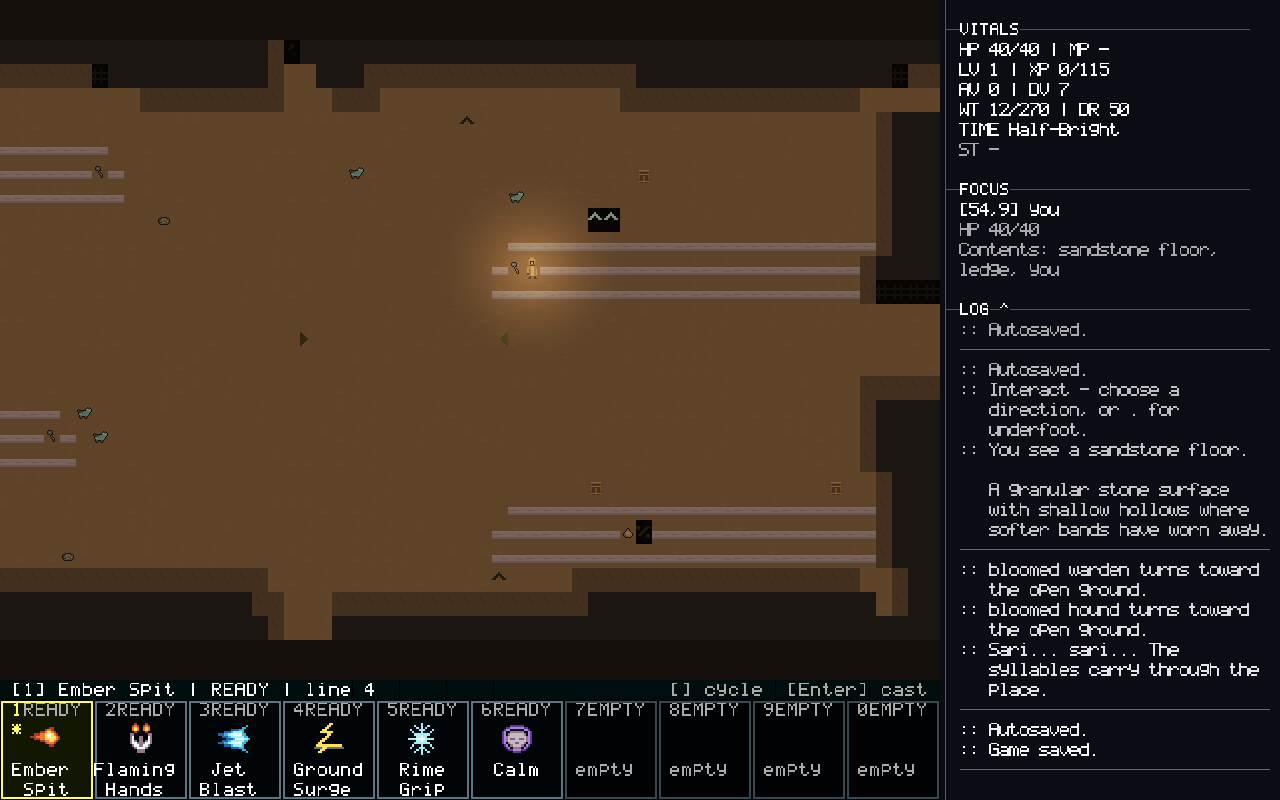 VITALS
HP 40/40 | MP -
LV 1 | XP 0/115
AV 0 | DV 7
WT 12/270 | DR 50
TIME Half-Bright
ST -
FOCUS
[54,9] You
HP 40/40
Contents: sandstone floor,
ledge, you
LOG ^
:: Autosaved.
:: Autosaved.
:: Interact - choose a
direction, or . for
underfoot.
:: You see a sandstone floor.
A granular stone surface
with shallow hollows where
softer bands have worn away.
:: bloomed warden turns toward
the open ground.
:: bloomed hound turns toward
the open ground.
:: Sari... sari... The
syllables carry through the
place.
:: Autosaved.
:: Game saved.
[1] Ember Spit | READY | line 4
[] cycle [Enter] cast
1READY 2READY 3READY 4READY 5READY 6READY 7EMPTY 8EMPTY 9EMPTY 0EMPTY
*
Ember Flaming Jet Ground Rime Calm empty empty empty empty
Spit Hands Blast Surge Grip